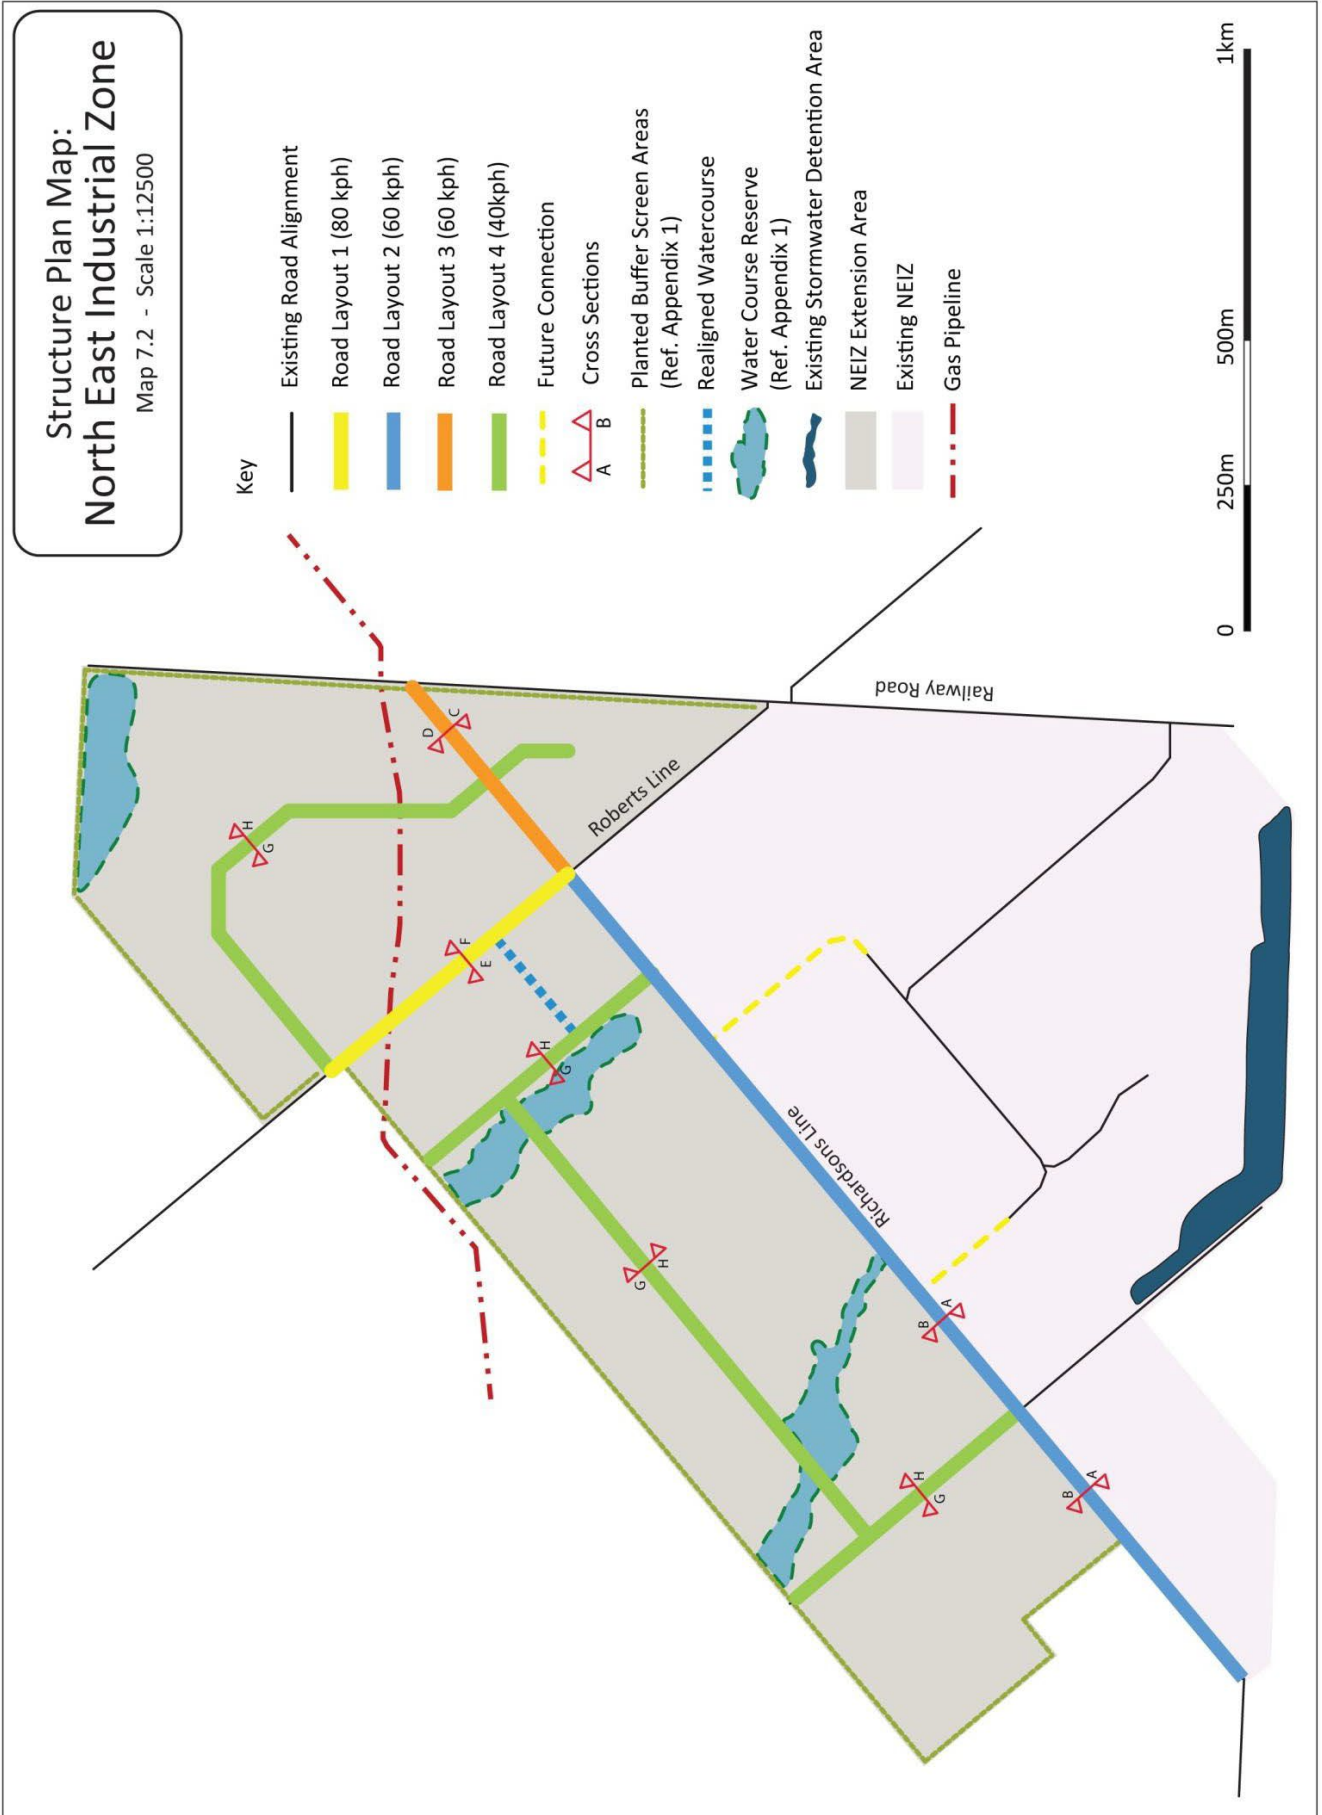 Structure Plan Map:
North East Industrial Zone
Map 7.2 - Scale 1:12500
Key
Existing Road Alignment
Road Layout 1 (80 kph)
Road Layout 2 (60 kph)
Road Layout 3 (60 kph)
Road Layout 4 (40kph)
Future Connection
A B
Cross Sections
Planted Buffer Screen Areas
(Ref. Appendix 1)
Realigned Watercourse
Water Course Reserve
(Ref. Appendix 1)
Existing Stormwater Detention Area
NEIZ Extension Area
Existing NEIZ
Gas Pipeline
0 250m 500m 1km
Railway Road
Roberts Line
Richardsons Line
D C
G H
E F
G H
G H
B A
G H
B A